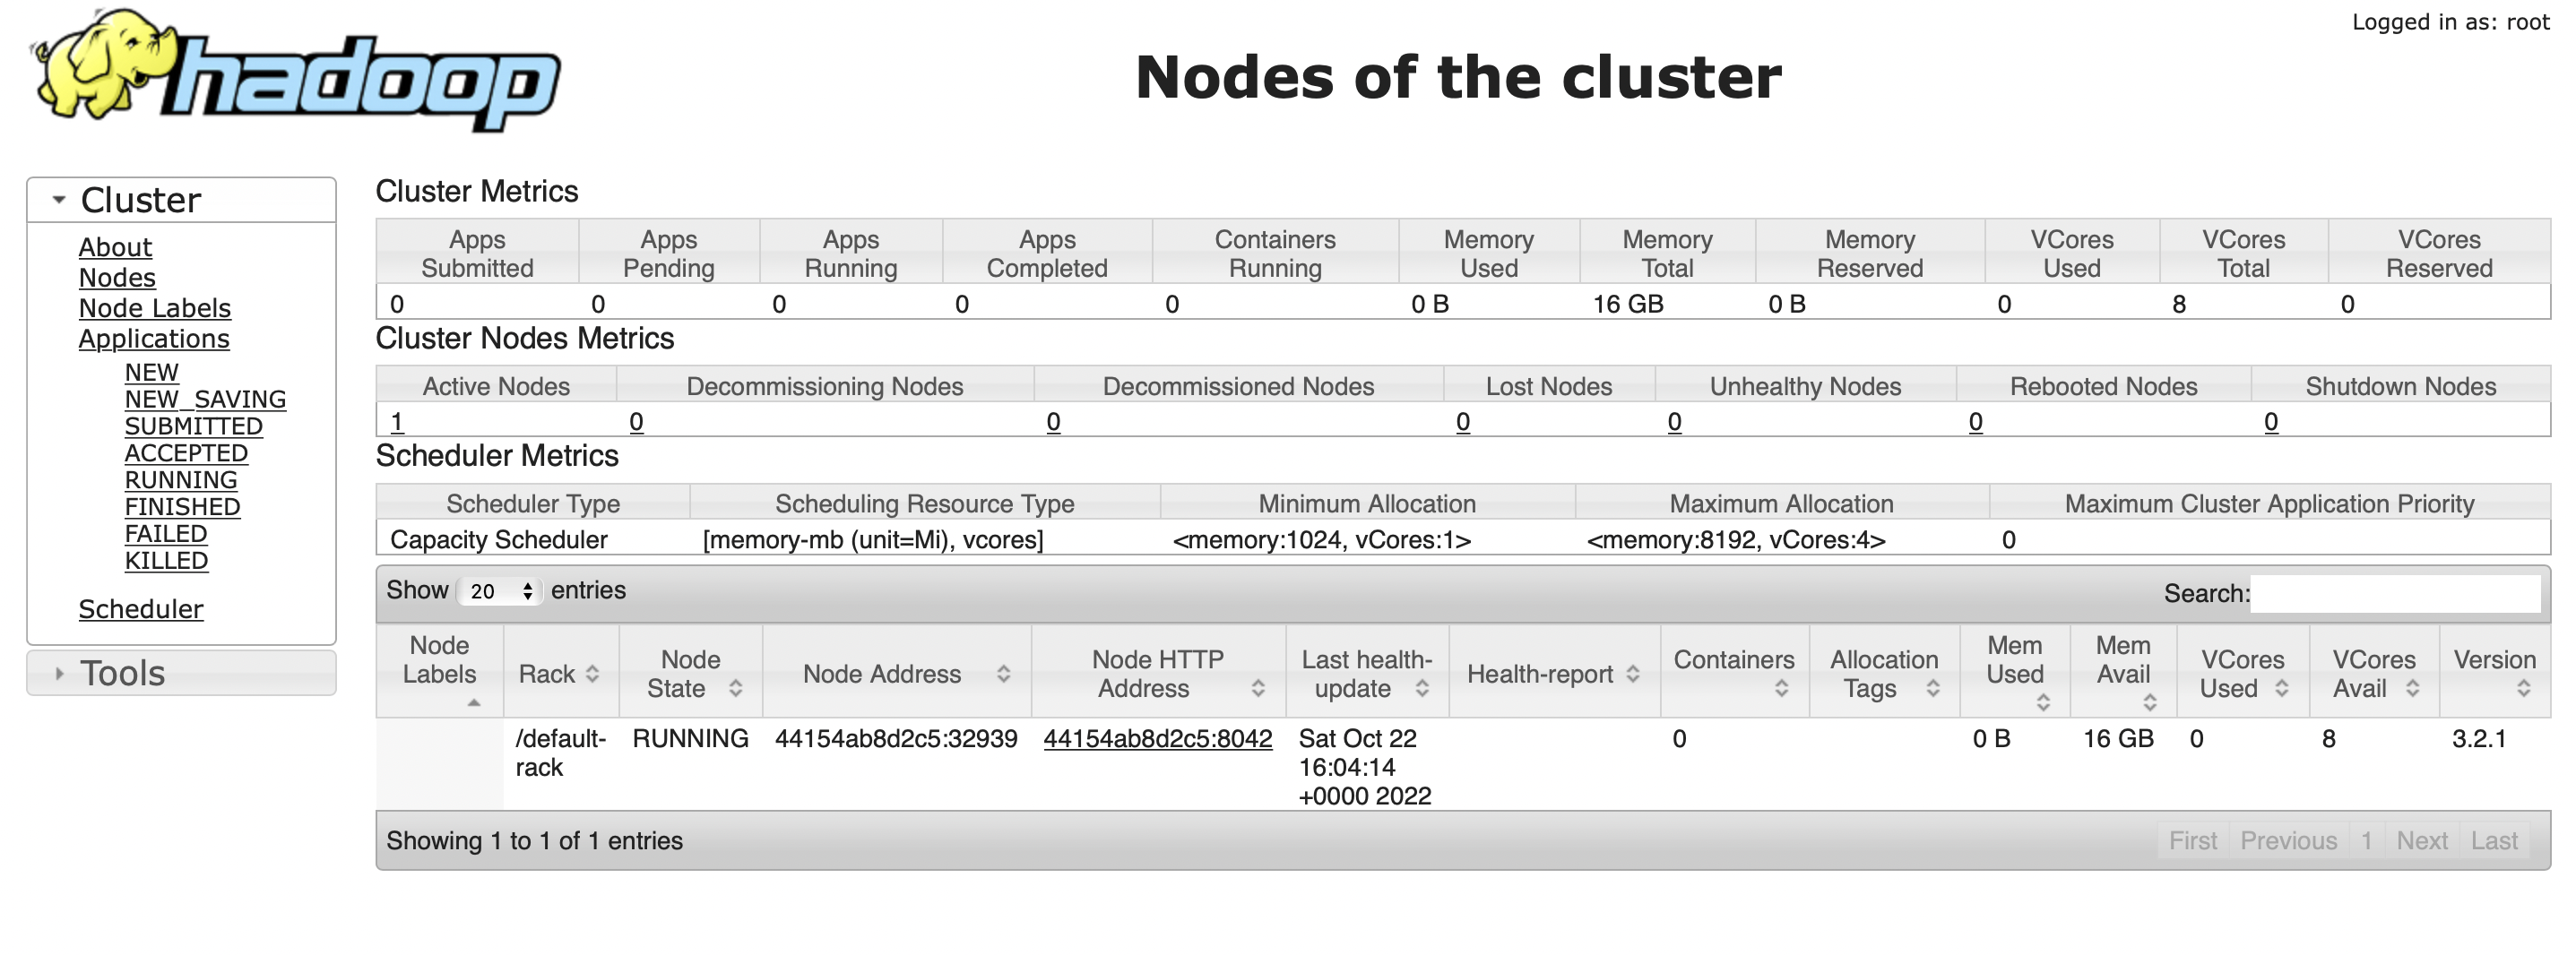 hadoop
Logged in as: root
Nodes of the cluster
Cluster
About
Nodes
Node Labels
Applications
NEW
NEW_SAVING
SUBMITTED
ACCEPTED
RUNNING
FINISHED
FAILED
KILLED
Scheduler
Tools
Cluster Metrics
Apps Submitted Apps Pending Apps Running Apps Completed Containers Running Memory Used Memory Total Memory Reserved VCores Used VCores Total VCores Reserved
0 0 0 0 0 0 B 16 GB 0 B 0 8 0
Cluster Nodes Metrics
Active Nodes Decommissioning Nodes Decommissioned Nodes Lost Nodes Unhealthy Nodes Rebooted Nodes Shutdown Nodes
1 0 0 0 0 0 0
Scheduler Metrics
Scheduler Type Scheduling Resource Type Minimum Allocation Maximum Allocation Maximum Cluster Application Priority
Capacity Scheduler [memory-mb (unit=Mi), vcores] <memory:1024, vCores:1> <memory:8192, vCores:4> 0
Show 20 entries Search:
Node Labels Rack Node State Node Address Node HTTP Address Last health-update Health-report Containers Allocation Tags Mem Used Mem Avail VCores Used VCores Avail Version
/default-rack RUNNING 44154ab8d2c5:32939 44154ab8d2c5:8042 Sat Oct 22 16:04:14 +0000 2022 0 0 B 16 GB 0 8 3.2.1
Showing 1 to 1 of 1 entries First Previous 1 Next Last